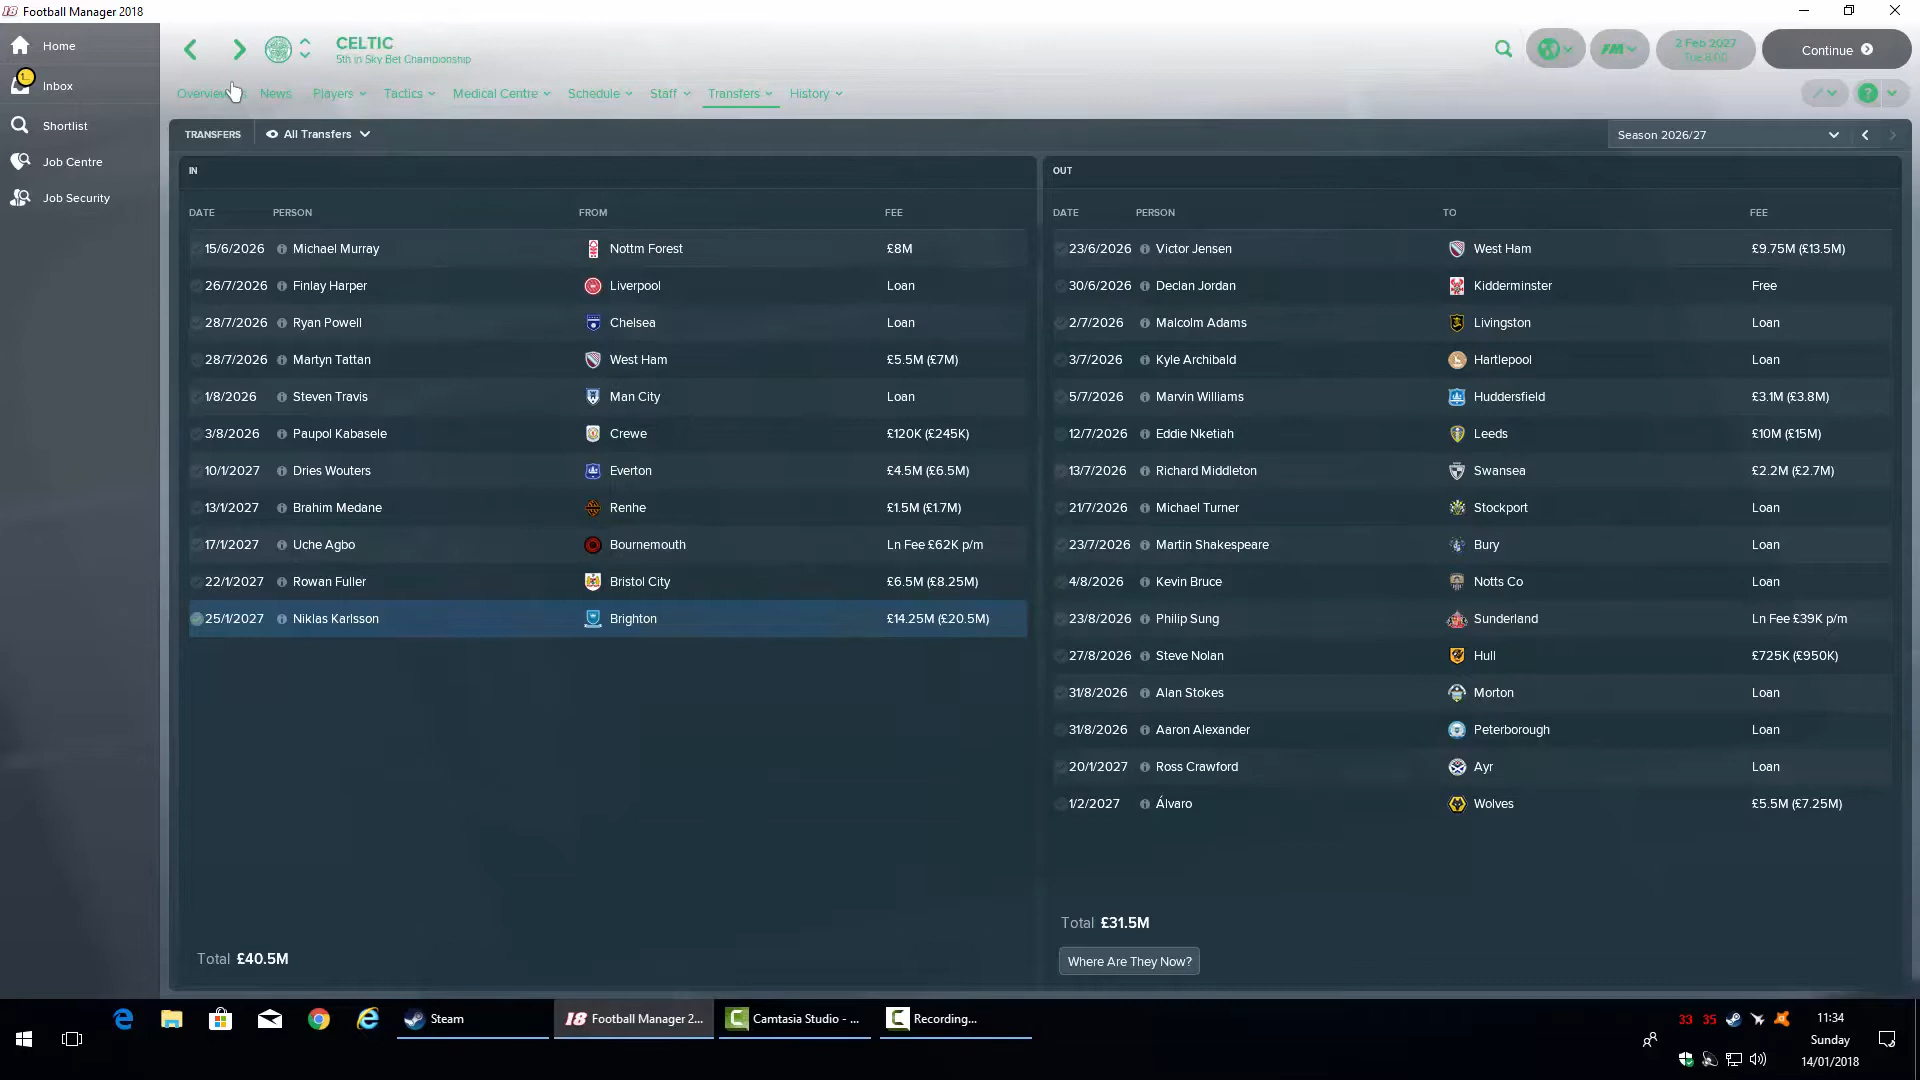 18 Football Manager 2018
Home
Inbox
Shortlist
Job Centre
Job Security
CELTIC
5th in Sky Bet Championship
FM
2 Feb 2027
Tue 8:00
Continue
Overview News Players Tactics Medical Centre Schedule Staff Transfers History
?
TRANSFERS All Transfers
Season 2026/27
IN
DATE PERSON FROM FEE
15/6/2026 Michael Murray Nottm Forest £8M
26/7/2026 Finlay Harper Liverpool Loan
28/7/2026 Ryan Powell Chelsea Loan
28/7/2026 Martyn Tattan West Ham £5.5M (£7M)
1/8/2026 Steven Travis Man City Loan
3/8/2026 Paupol Kabasele Crewe £120K (£245K)
10/1/2027 Dries Wouters Everton £4.5M (£6.5M)
13/1/2027 Brahim Medane Renhe £1.5M (£1.7M)
17/1/2027 Uche Agbo Bournemouth Ln Fee £62K p/m
22/1/2027 Rowan Fuller Bristol City £6.5M (£8.25M)
25/1/2027 Niklas Karlsson Brighton £14.25M (£20.5M)
Total £40.5M
OUT
DATE PERSON TO FEE
23/6/2026 Victor Jensen West Ham £9.75M (£13.5M)
30/6/2026 Declan Jordan Kidderminster Free
2/7/2026 Malcolm Adams Livingston Loan
3/7/2026 Kyle Archibald Hartlepool Loan
5/7/2026 Marvin Williams Huddersfield £3.1M (£3.8M)
12/7/2026 Eddie Nketiah Leeds £10M (£15M)
13/7/2026 Richard Middleton Swansea £2.2M (£2.7M)
21/7/2026 Michael Turner Stockport Loan
23/7/2026 Martin Shakespeare Bury Loan
4/8/2026 Kevin Bruce Notts Co Loan
23/8/2026 Philip Sung Sunderland Ln Fee £39K p/m
27/8/2026 Steve Nolan Hull £725K (£950K)
31/8/2026 Alan Stokes Morton Loan
31/8/2026 Aaron Alexander Peterborough Loan
20/1/2027 Ross Crawford Ayr Loan
1/2/2027 Álvaro Wolves £5.5M (£7.25M)
Total £31.5M
Where Are They Now?
Steam
18 Football Manager 2...
Camtasia Studio - ...
Recording...
33 35
11:34
Sunday
14/01/2018